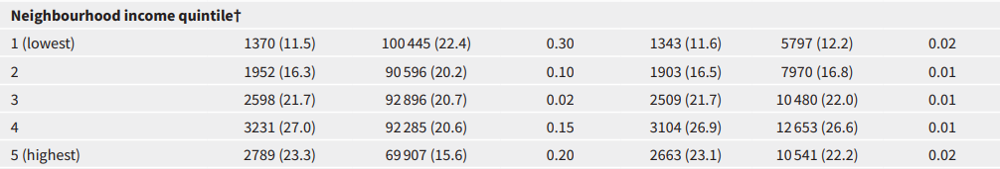 Neighbourhood income quintile†
1 (lowest) 1370 (11.5) 100 445 (22.4) 0.30 1343 (11.6) 5797 (12.2) 0.02
2 1952 (16.3) 90 596 (20.2) 0.10 1903 (16.5) 7970 (16.8) 0.01
3 2598 (21.7) 92 896 (20.7) 0.02 2509 (21.7) 10 480 (22.0) 0.01
4 3231 (27.0) 92 285 (20.6) 0.15 3104 (26.9) 12 653 (26.6) 0.01
5 (highest) 2789 (23.3) 69 907 (15.6) 0.20 2663 (23.1) 10 541 (22.2) 0.02